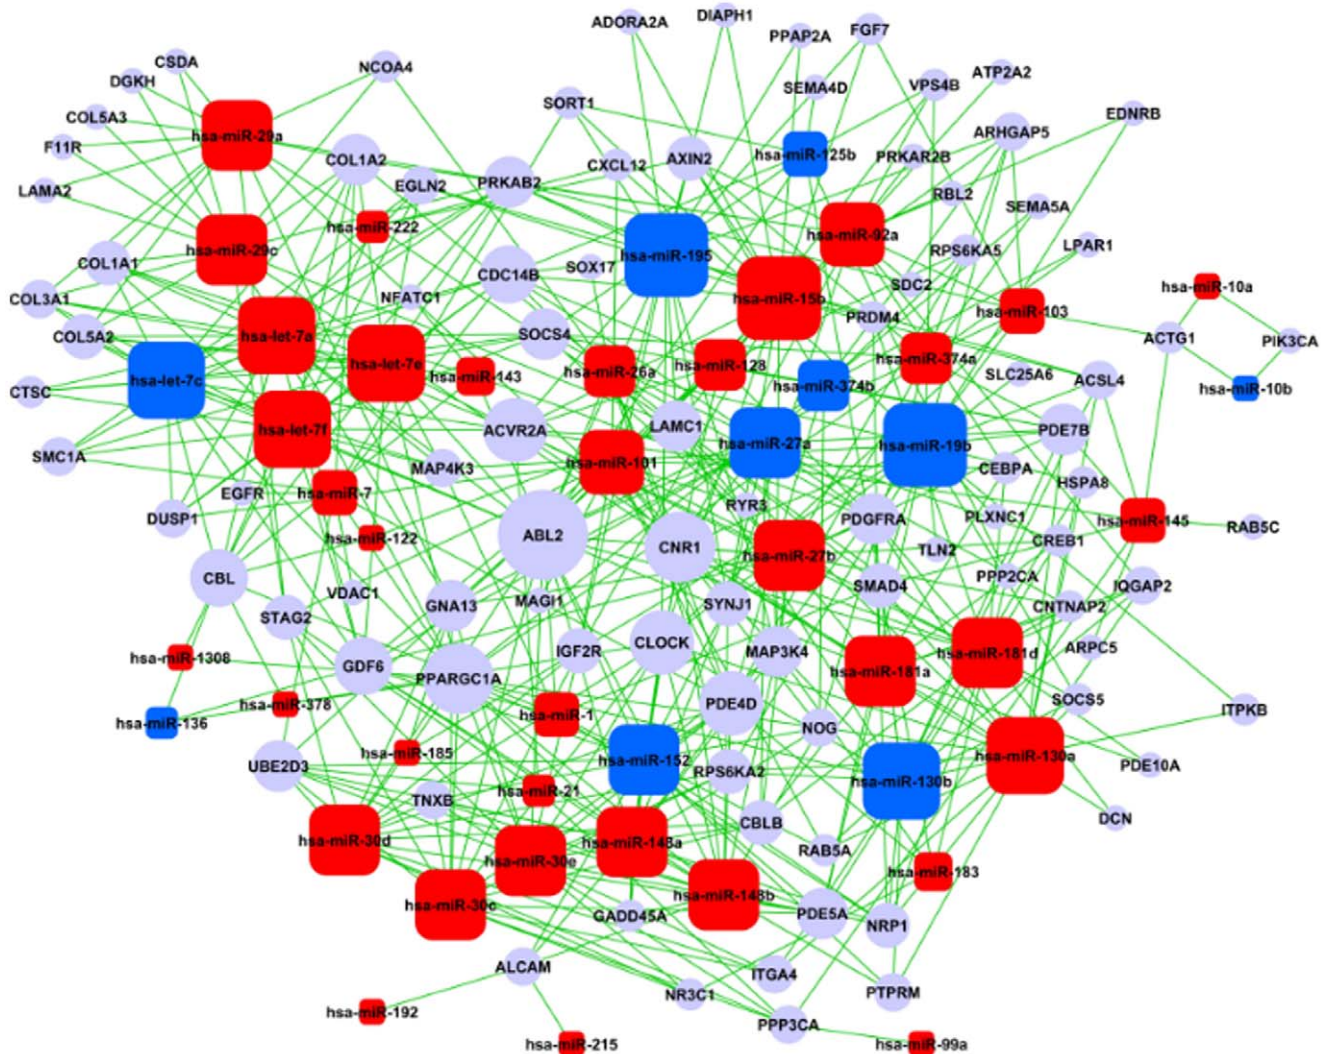 DIAPH1
ADORA2A
PPAP2A
FGF7
CSDA
NCOA4
ATP2A2
DGKH
SEMA4D
VPS4B
SORT1
EDNRB
COL5A3
hsa-miR-29a
ARHGAP5
F11R
hsa-miR-125b
PRKAR2B
COL1A2
CXCL12
AXIN2
LAMA2
EGLN2
PRKAB2
RBL2
SEMA5A
hsa-miR-222
hsa-miR-92a
hsa-miR-29c
LPAR1
RPS6KA5
hsa-miR-195
COL1A1
CDC14B
SOX17
SDC2
hsa-miR-10a
COL3A1
NFATC1
hsa-miR-15b
hsa-miR-103
PRDM4
COL5A2
hsa-let-7a
SOCS4
ACTG1
PIK3CA
hsa-let-7e
hsa-miR-374a
hsa-miR-128
hsa-miR-26a
hsa-miR-143
SLC25A6
ACSL4
hsa-let-7c
hsa-miR-374b
hsa-miR-10b
CTSC
hsa-let-7f
ACVR2A
LAMC1
PDE7B
hsa-miR-27a
hsa-miR-19b
SMC1A
hsa-miR-101
MAP4K3
CEBPA
HSPA8
EGFR
hsa-miR-7
RYR3
DUSP1
PDGFRA
PLXNC1
hsa-miR-145
RAB5C
ABL2
hsa-miR-122
CNR1
TLN2
CREB1
hsa-miR-27b
CBL
PPP2CA
SMAD4
IQGAP2
VDAC1
MAGI1
SYNJ1
GNA13
CNTNAP2
STAG2
CLOCK
ARPC5
IGF2R
MAP3K4
hsa-miR-181d
hsa-miR-1308
GDF6
PPARGC1A
hsa-miR-181a
SOCS5
PDE4D
hsa-miR-378
ITPKB
hsa-miR-1
hsa-miR-136
NOG
hsa-miR-185
hsa-miR-152
hsa-miR-130a
UBE2D3
RPS6KA2
PDE10A
hsa-miR-130b
hsa-miR-21
TNXB
DCN
CBLB
hsa-miR-30d
hsa-miR-148a
RAB5A
hsa-miR-30e
hsa-miR-183
hsa-miR-148b
hsa-miR-30c
GADD45A
PDE5A
NRP1
ALCAM
ITGA4
NR3C1
PTPRM
hsa-miR-192
PPP3CA
hsa-miR-215
hsa-miR-99a